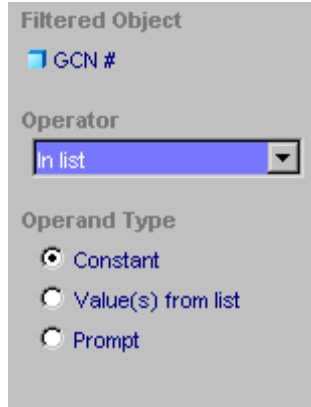 Filtered Object
GCN #
Operator
In list
Operand Type
Constant
Value(s) from list
Prompt